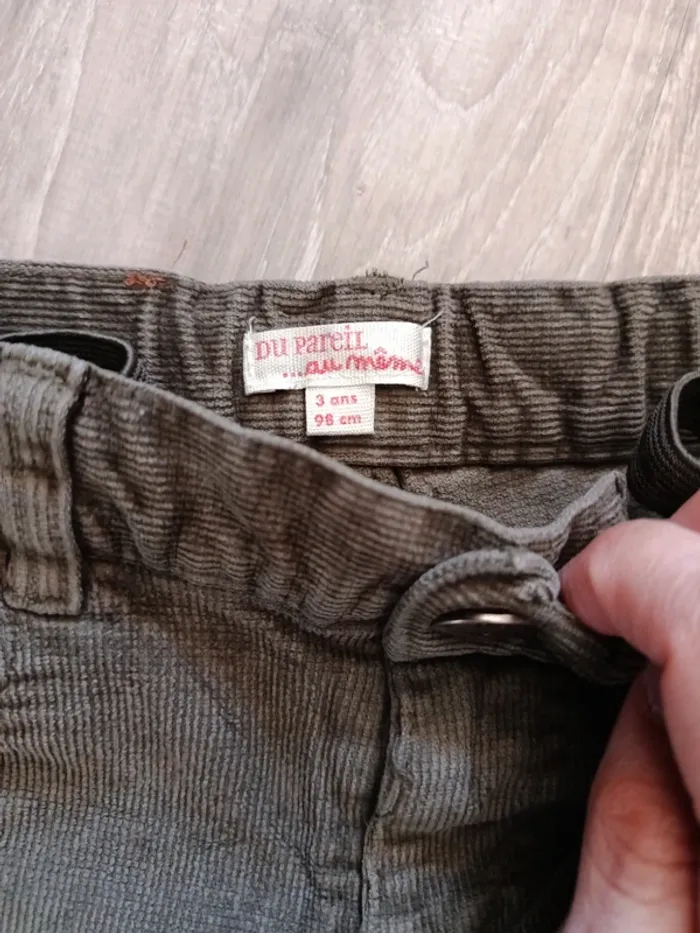 DU PaReiL
...au même
3 ans
98 cm